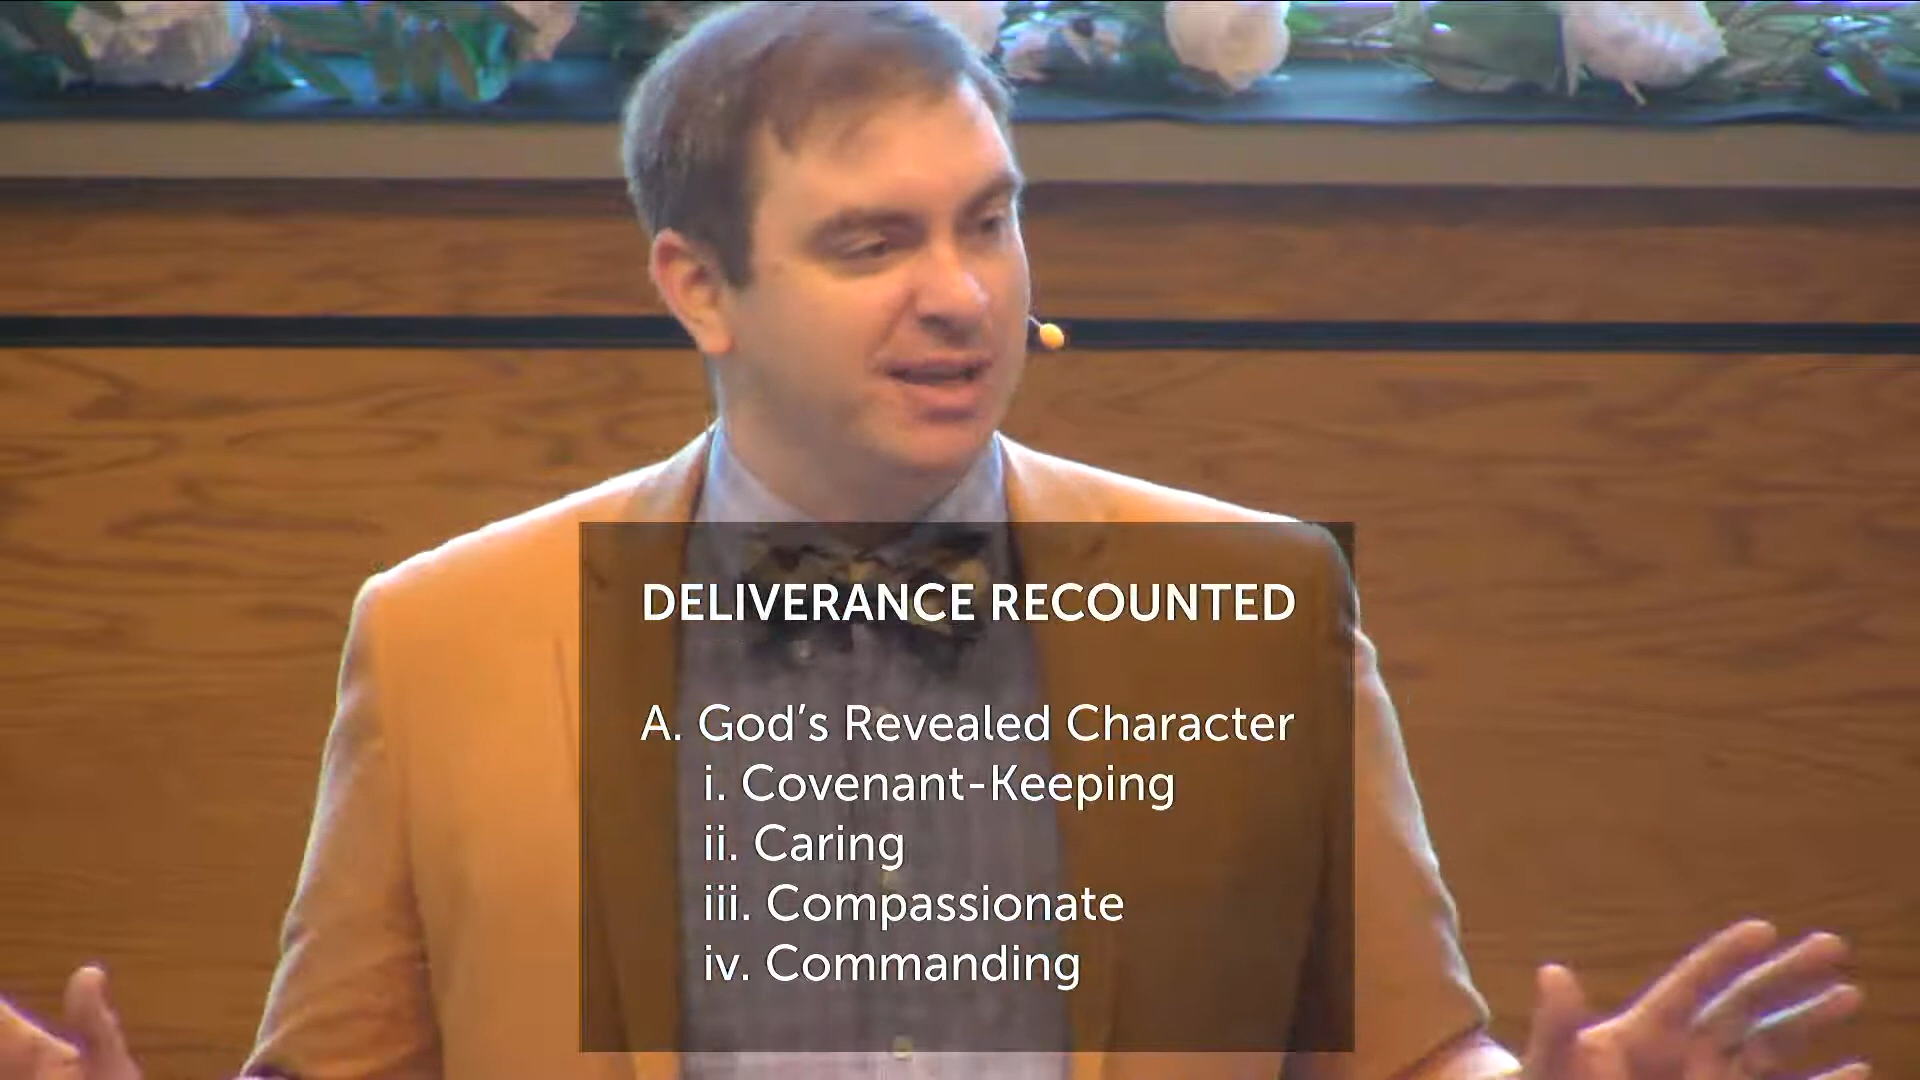 DELIVERANCE RECOUNTED
A. God's Revealed Character
i. Covenant-Keeping
ii. Caring
iii. Compassionate
iv. Commanding